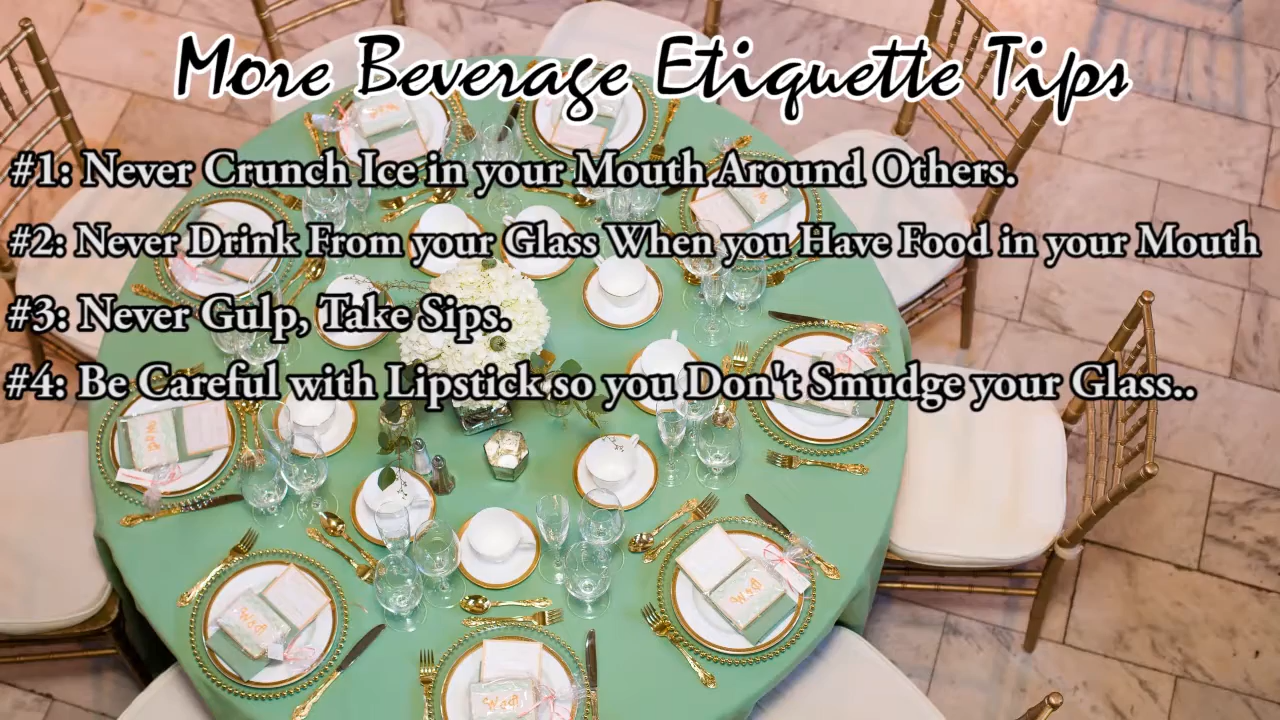 More Beverage Etiquette Tips
#1: Never Crunch Ice in your Mouth Around Others.
#2: Never Drink From your Glass When you Have Food in your Mouth
#3: Never Gulp, Take Sips.
#4: Be Careful with Lipstick so you Don't Smudge your Glass..